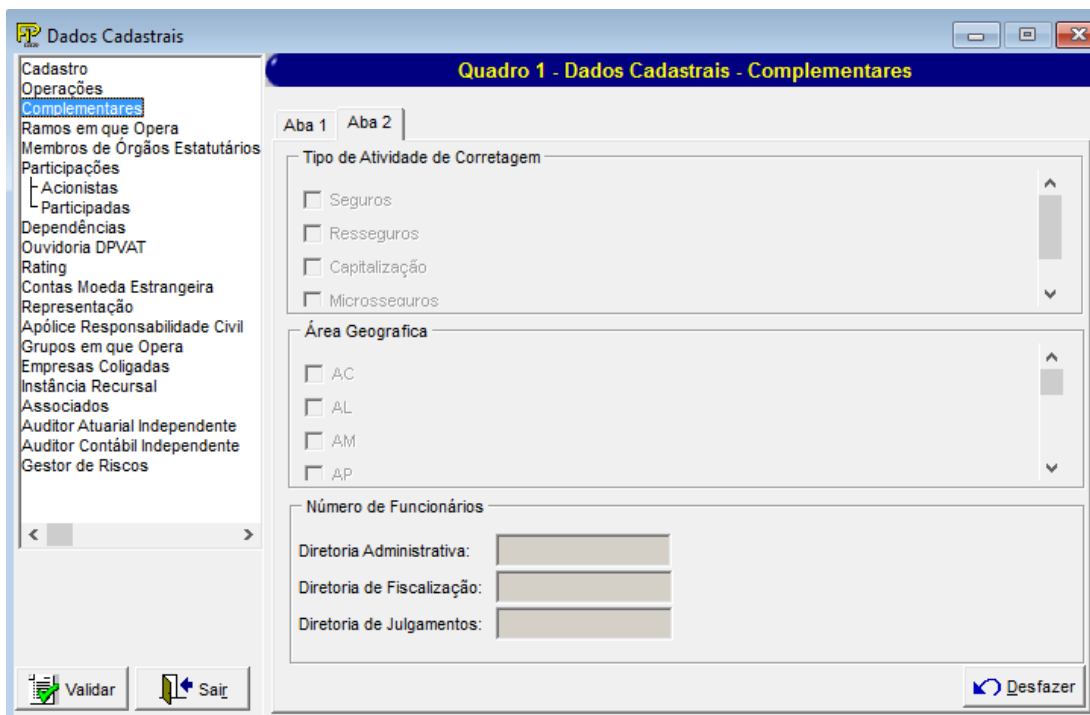 Dados Cadastrais
Cadastro
Operações
Complementares
Ramos em que Opera
Membros de Órgãos Estatutários
Participações
Acionistas
Participadas
Dependências
Ouvidoria DPVAT
Rating
Contas Moeda Estrangeira
Representação
Apólice Responsabilidade Civil
Grupos em que Opera
Empresas Coligadas
Instância Recursal
Associados
Auditor Atuarial Independente
Auditor Contábil Independente
Gestor de Riscos
Validar
Sair
Quadro 1 - Dados Cadastrais - Complementares
Aba 1 Aba 2
Tipo de Atividade de Corretagem
Seguros
Resseguros
Capitalização
Microsseguros
Área Geografica
AC
AL
AM
AP
Número de Funcionários
Diretoria Administrativa:
Diretoria de Fiscalização:
Diretoria de Julgamentos:
Desfazer